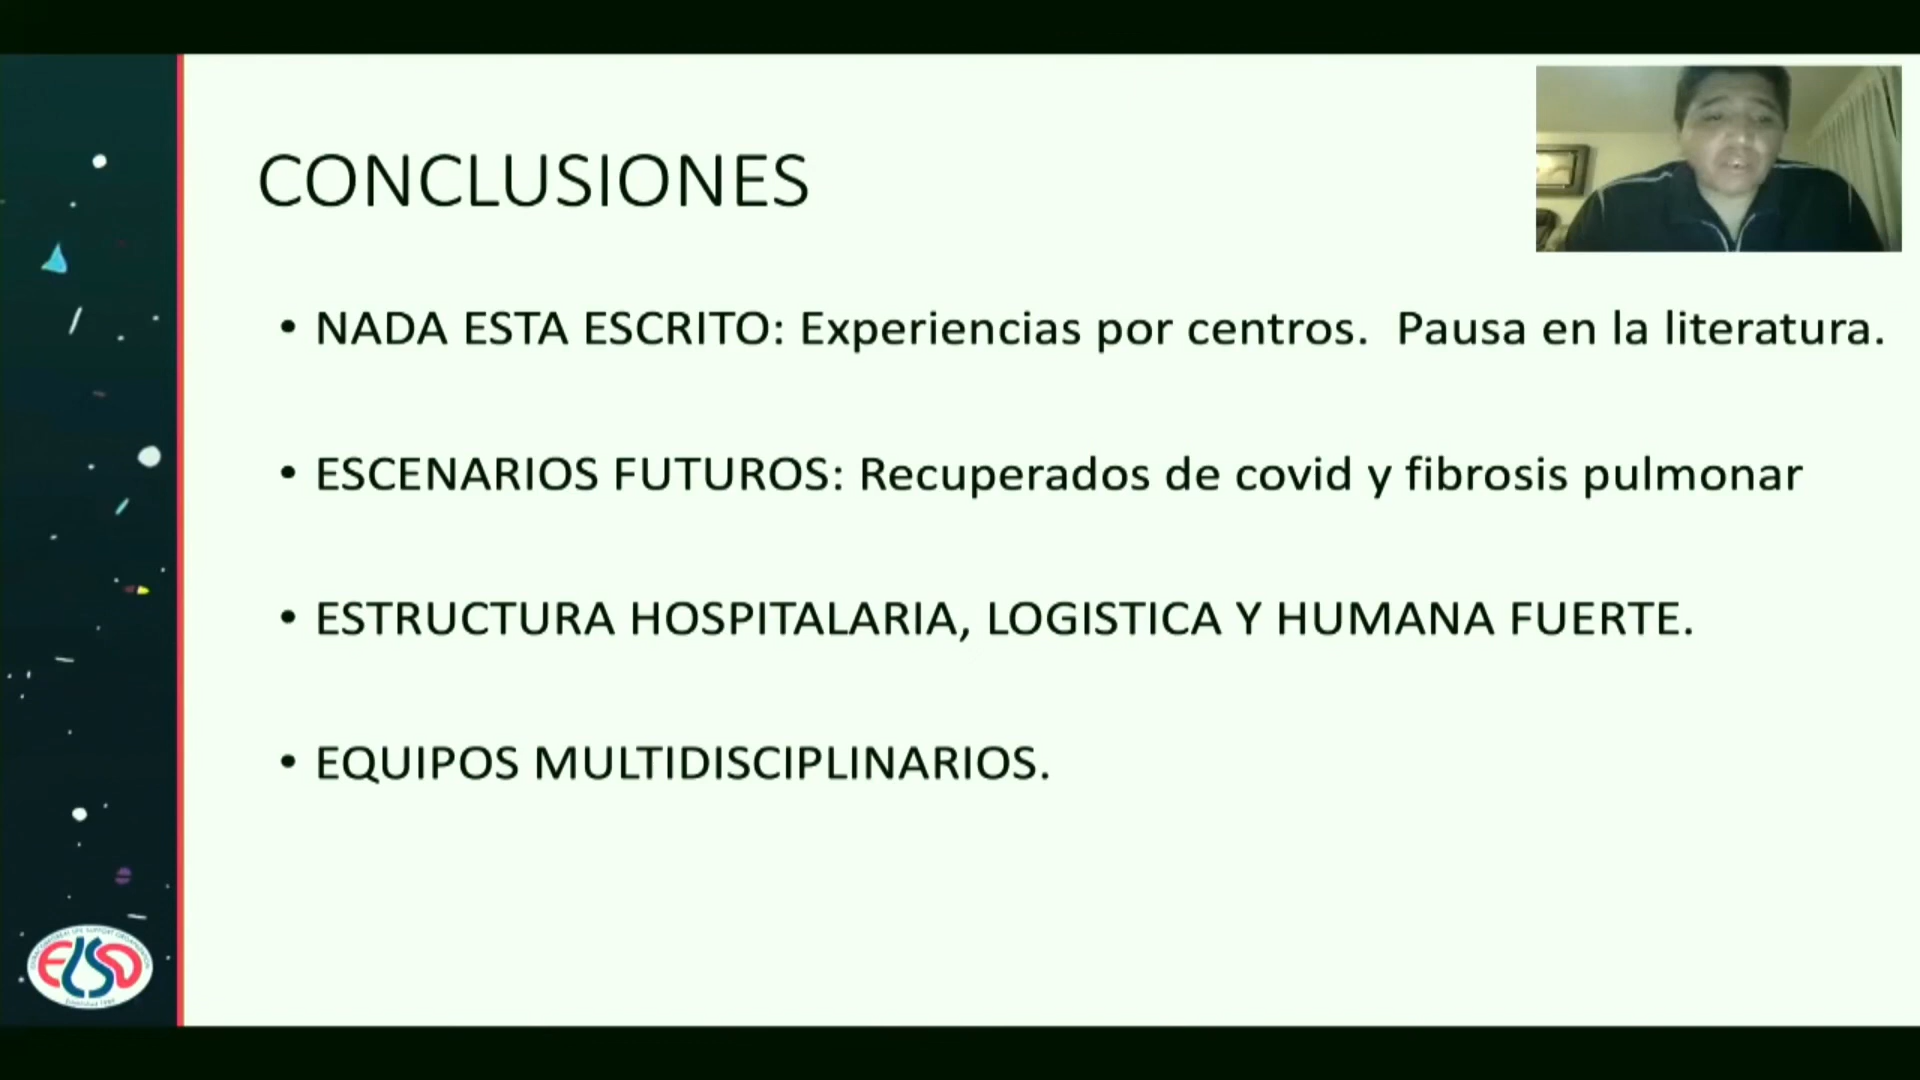 CONCLUSIONES
• NADA ESTA ESCRITO: Experiencias por centros. Pausa en la literatura.
• ESCENARIOS FUTUROS: Recuperados de covid y fibrosis pulmonar
• ESTRUCTURA HOSPITALARIA, LOGISTICA Y HUMANA FUERTE.
• EQUIPOS MULTIDISCIPLINARIOS.
ELSO